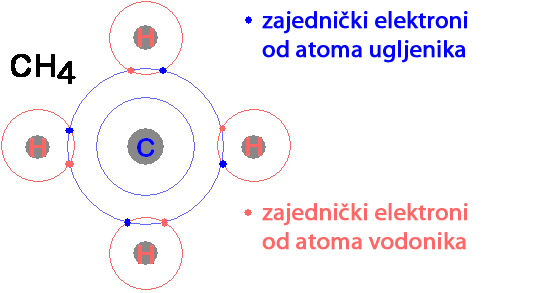 H
zajednički elektroni
od atoma ugljenika
CH4
H
C
H
zajednički elektroni
od atoma vodonika
H